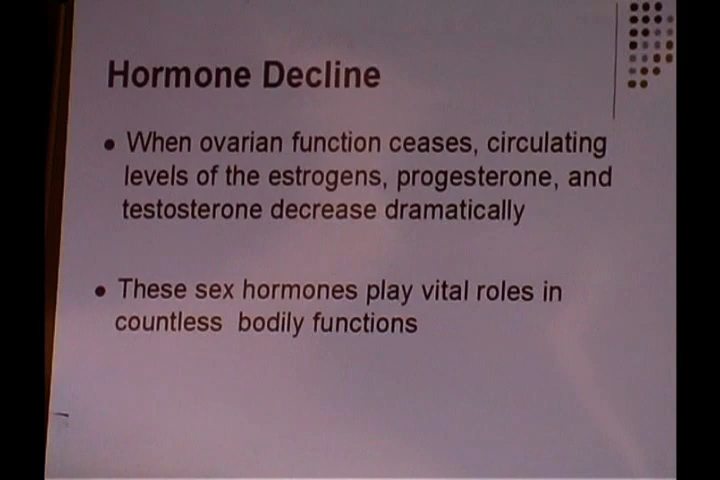 Hormone Decline
• When ovarian function ceases, circulating
levels of the estrogens, progesterone, and
testosterone decrease dramatically
• These sex hormones play vital roles in
countless bodily functions